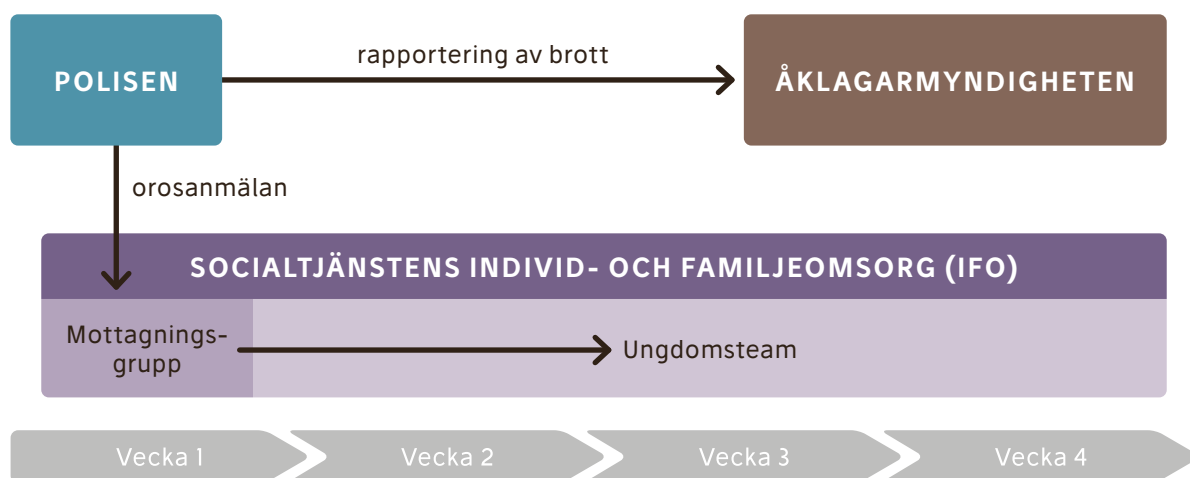 POLISEN
rapportering av brott
ÅKLAGARMYNDIGHETEN
orosanmälan
SOCIALTJÄNSTENS INDIVID- OCH FAMILJEOMSORG (IFO)
Mottagnings-
grupp
Ungdomsteam
Vecka 1
Vecka 2
Vecka 3
Vecka 4